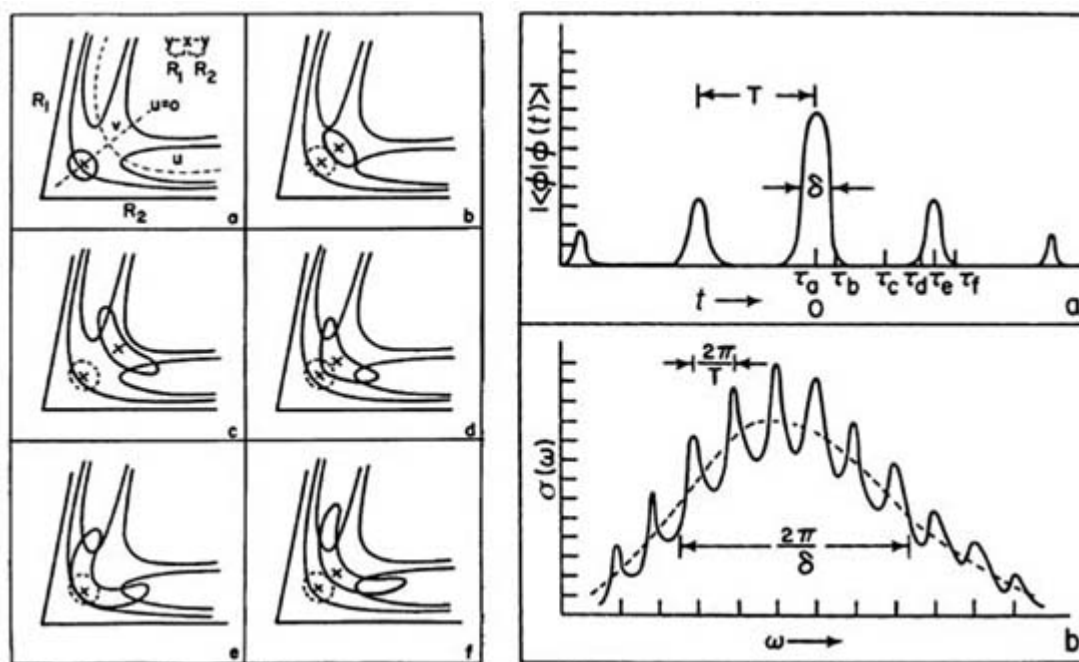 y-x-y
R₁ R₂
R₁
u=0
v
u
R₂
a
b
c
d
e
f
|<ϕ|ϕ(t)>|
T
δ
τa τb τc τd τe τf
t → 0
a
2π/T
σ(ω)
2π/δ
ω →
b